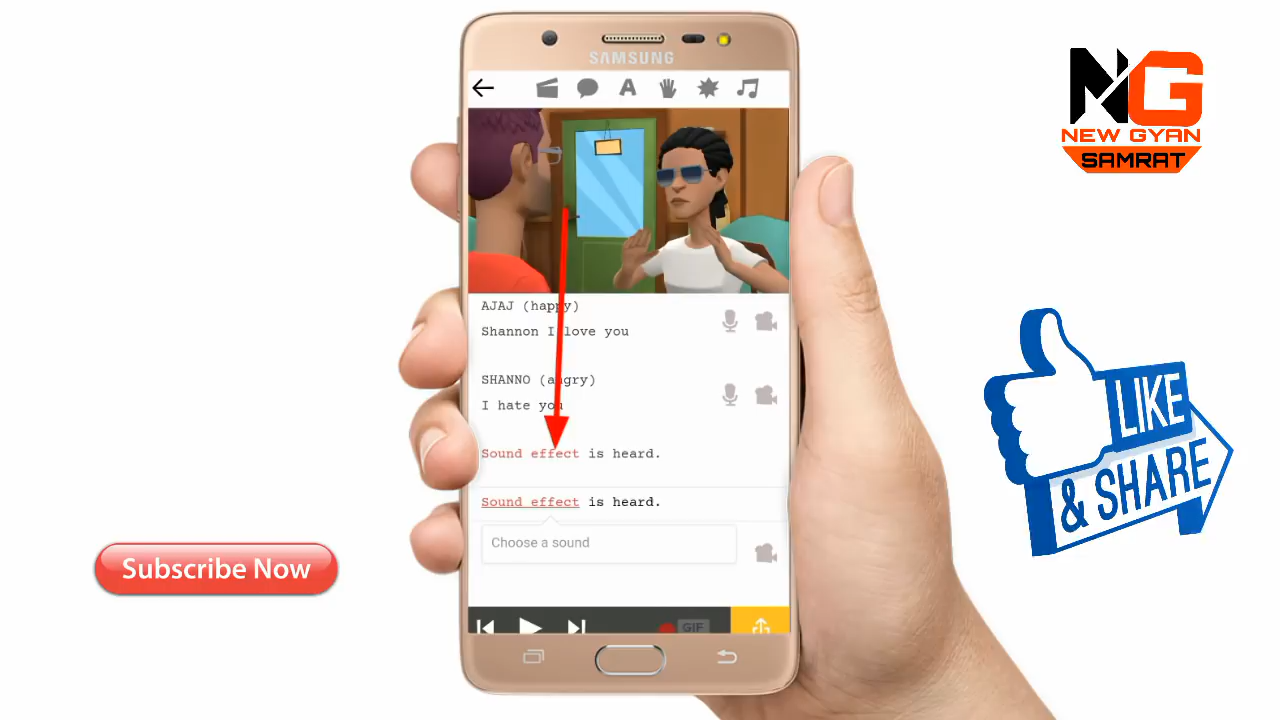 SAMSUNG
A
NG
NEW GYAN
SAMRAT
AJAJ (happy)
Shannon I love you
SHANNO (angry)
I hate you
Sound effect is heard.
Sound effect is heard.
Choose a sound
GIF
Subscribe Now
LIKE
& SHARE